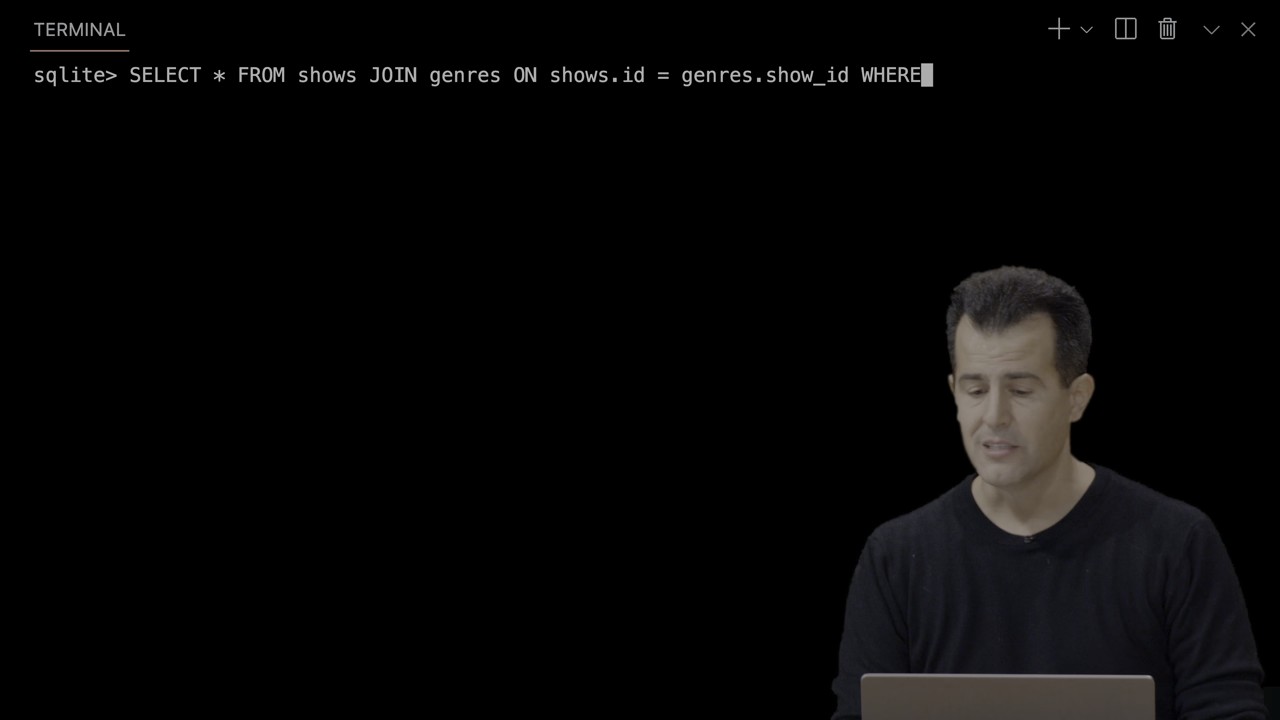 TERMINAL
sqlite> SELECT * FROM shows JOIN genres ON shows.id = genres.show_id WHERE